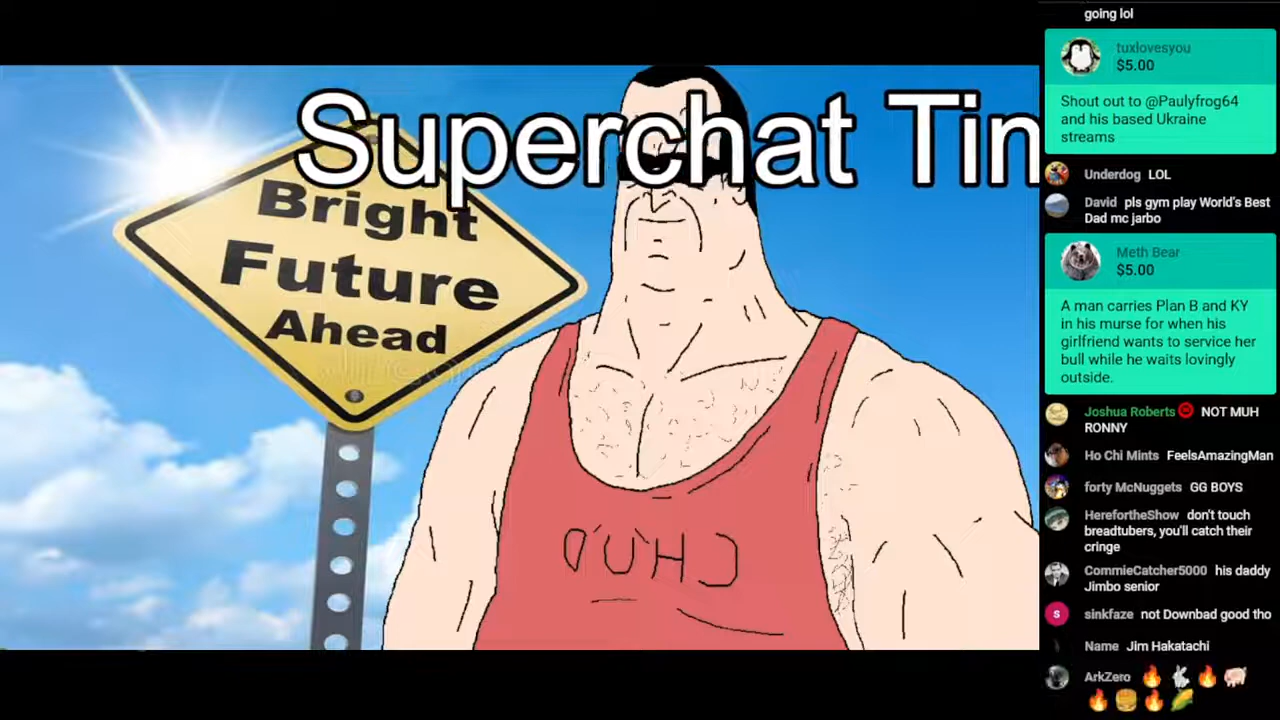 Superchat Tim
Bright
Future
Ahead
CHUD
going lol
tuxlovesyou
$5.00
Shout out to @Paulyfrog64
and his based Ukraine
streams
Underdog LOL
David pls gym play World's Best
Dad mc jarbo
Meth Bear
$5.00
A man carries Plan B and KY
in his murse for when his
girlfriend wants to service her
bull while he waits lovingly
outside.
Joshua Roberts NOT MUH
RONNY
Ho Chi Mints FeelsAmazingMan
forty McNuggets GG BOYS
HerefortheShow don't touch
breadtubers, you'll catch their
cringe
CommieCatcher5000 his daddy
Jimbo senior
s
sinkfaze not Downbad good tho
Name Jim Hakatachi
ArkZero 🔥 🐇 🔥 🐖
🔥 🍔 🔥 🌽